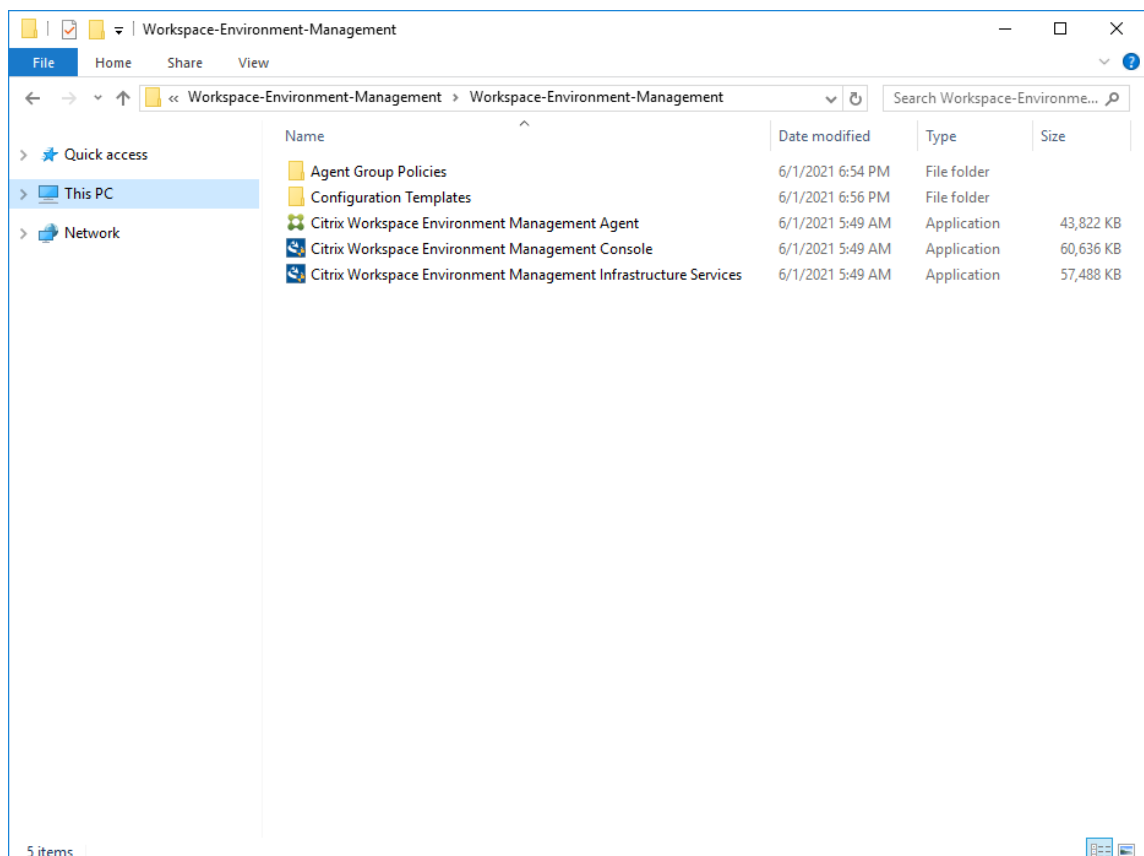 Workspace-Environment-Management
File Home Share View
« Workspace-Environment-Management > Workspace-Environment-Management Search Workspace-Environme...
Name Date modified Type Size
Quick access
This PC
Network
Agent Group Policies 6/1/2021 6:54 PM File folder
Configuration Templates 6/1/2021 6:56 PM File folder
Citrix Workspace Environment Management Agent 6/1/2021 5:49 AM Application 43,822 KB
Citrix Workspace Environment Management Console 6/1/2021 5:49 AM Application 60,636 KB
Citrix Workspace Environment Management Infrastructure Services 6/1/2021 5:49 AM Application 57,488 KB
5 items